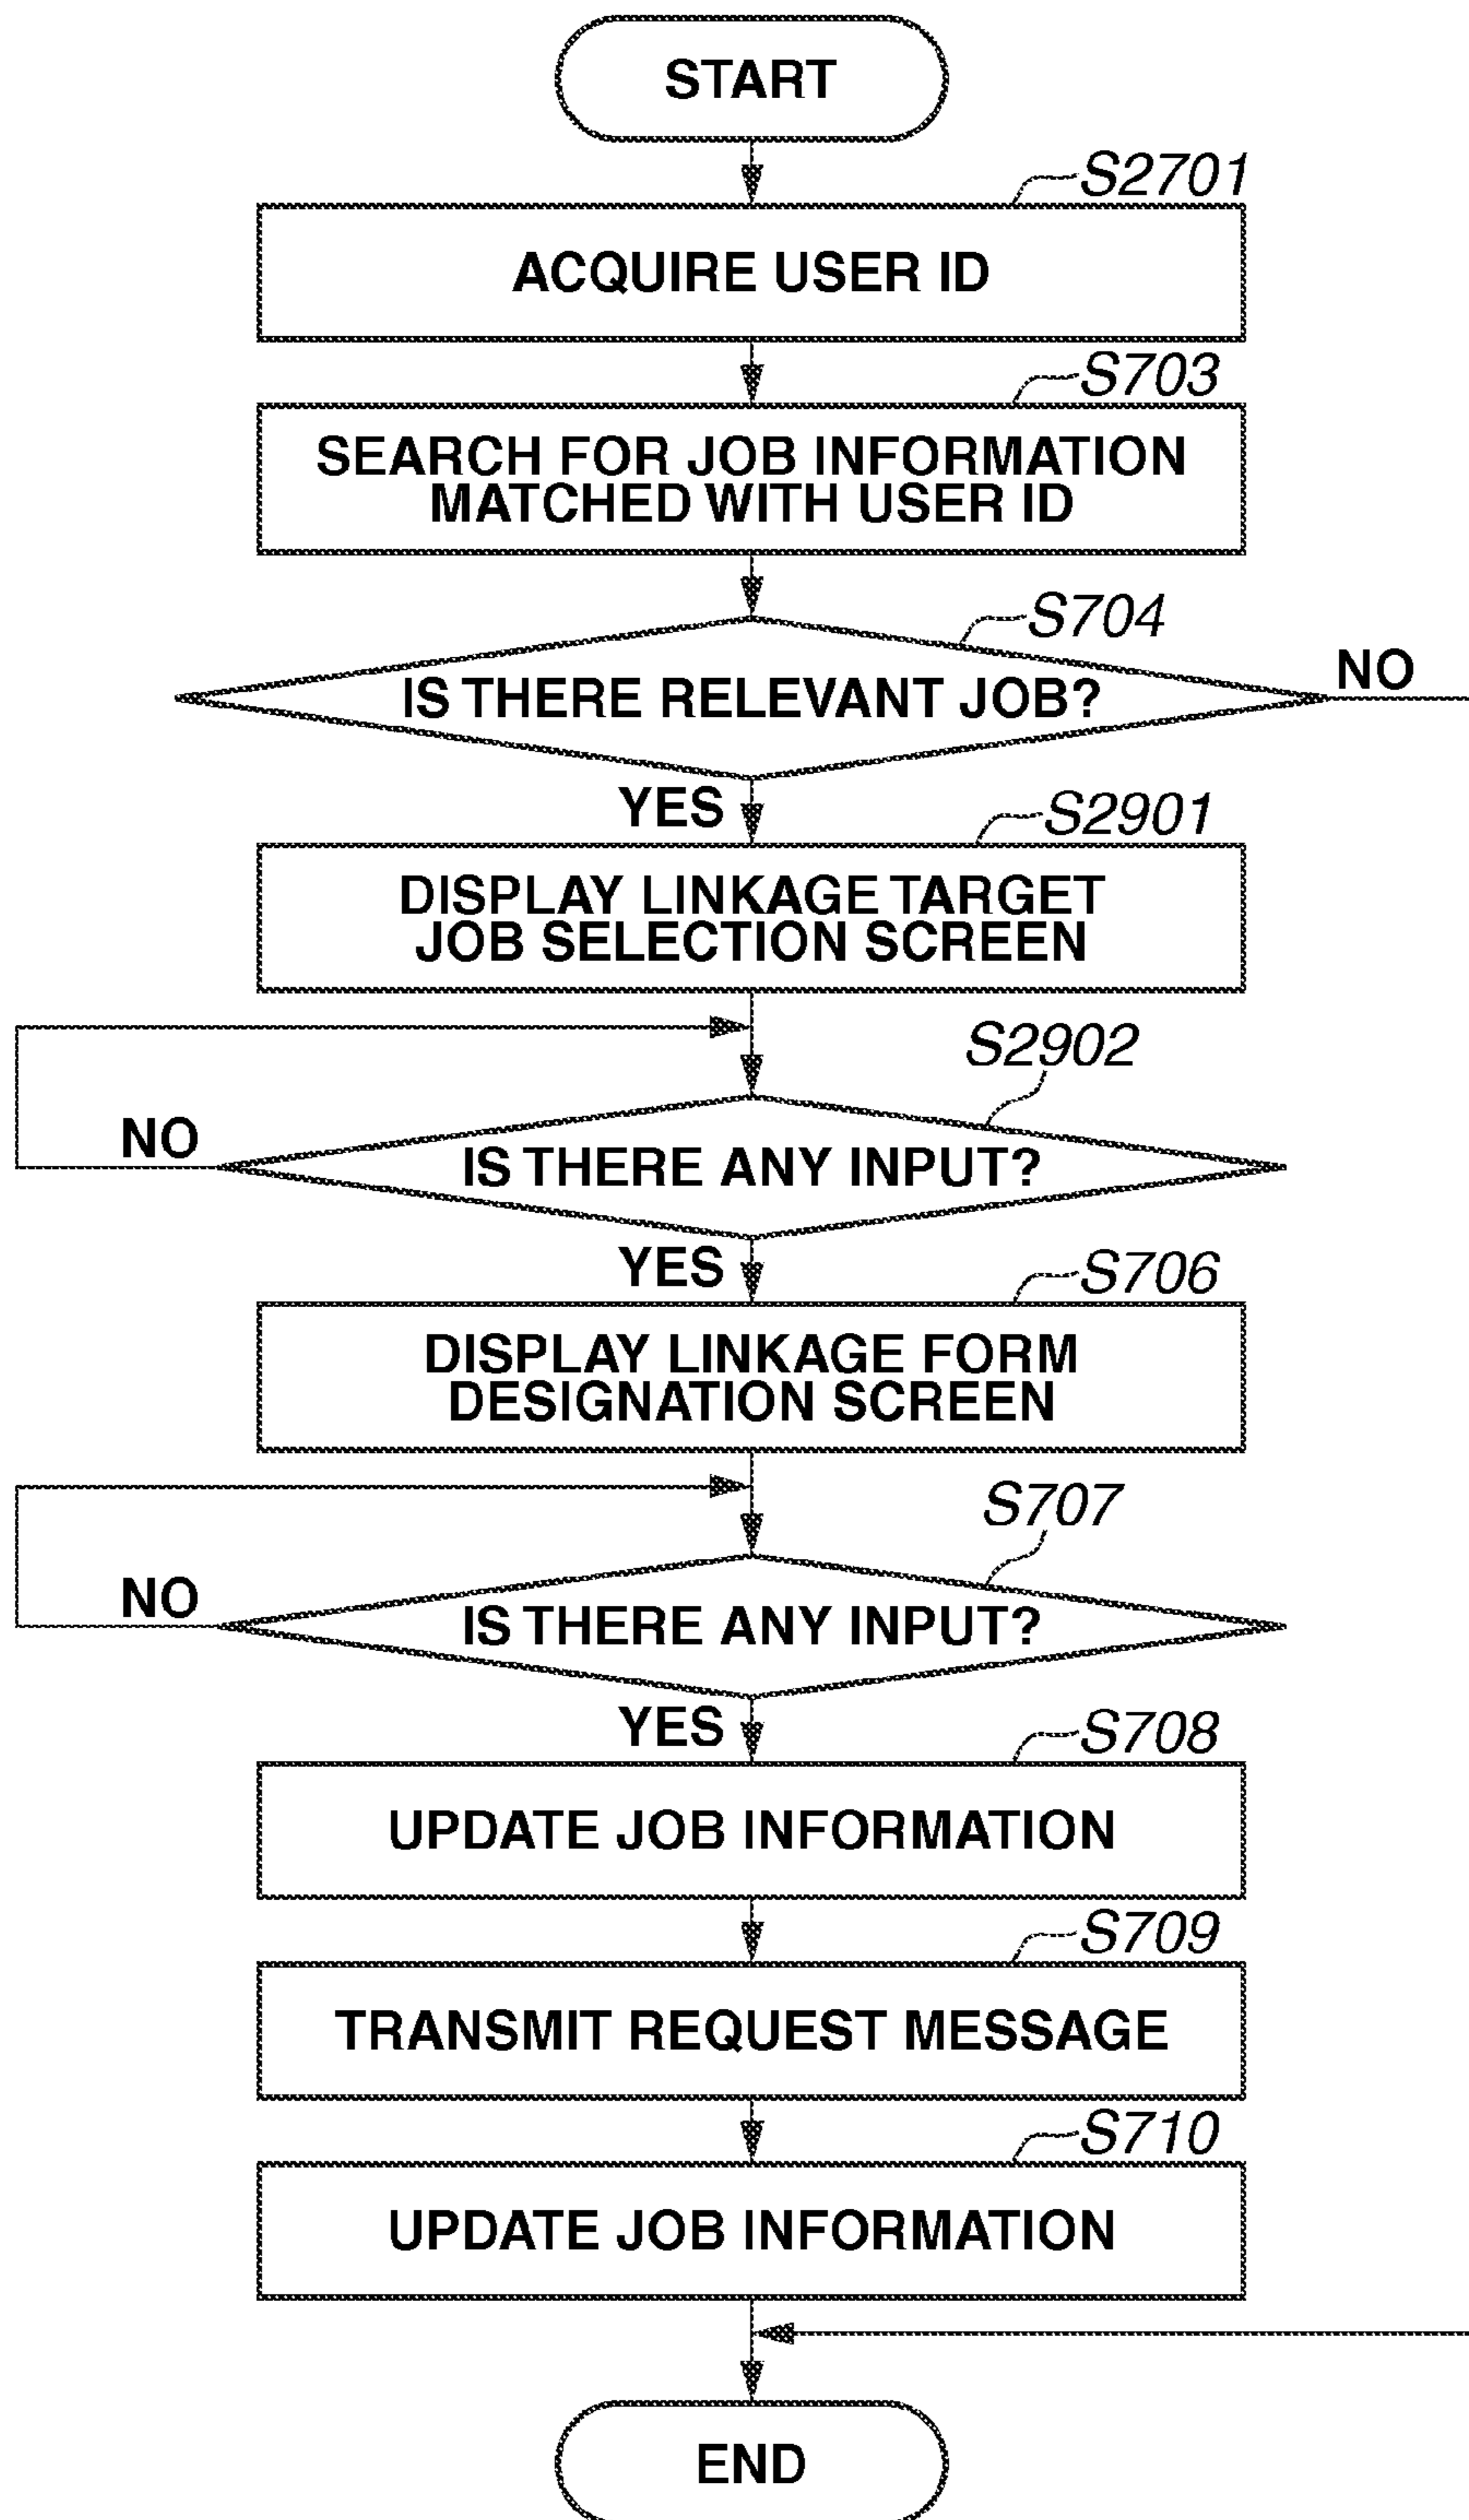 START
S2701
ACQUIRE USER ID
S703
SEARCH FOR JOB INFORMATION
MATCHED WITH USER ID
S704
IS THERE RELEVANT JOB?
NO
YES
S2901
DISPLAY LINKAGE TARGET
JOB SELECTION SCREEN
S2902
NO
IS THERE ANY INPUT?
YES
S706
DISPLAY LINKAGE FORM
DESIGNATION SCREEN
S707
NO
IS THERE ANY INPUT?
YES
S708
UPDATE JOB INFORMATION
S709
TRANSMIT REQUEST MESSAGE
S710
UPDATE JOB INFORMATION
END